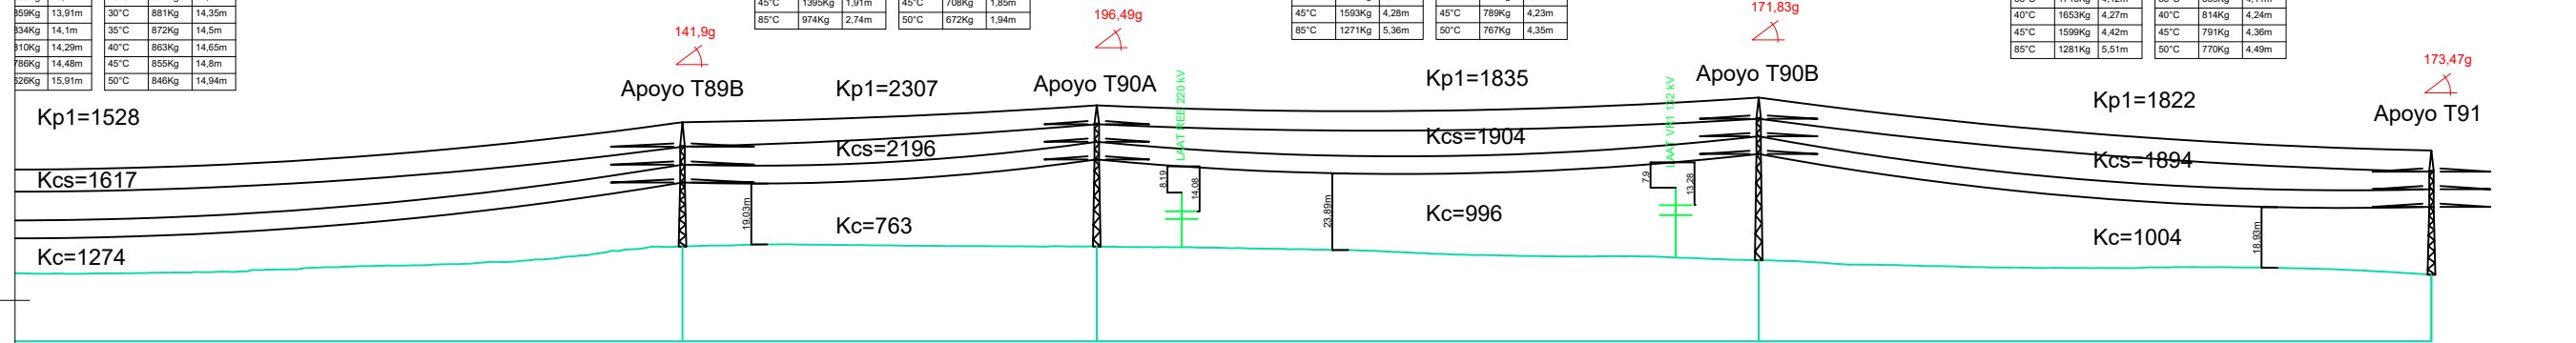 45°C 1395Kg 1,91m 45°C 708Kg 1,85m
85°C 974Kg 2,74m 50°C 672Kg 1,94m
13,91m 30°C 881Kg 14,35m
14,1m 35°C 872Kg 14,5m
14,29m 40°C 863Kg 14,65m
14,48m 45°C 855Kg 14,8m
15,91m 50°C 846Kg 14,94m
45°C 1593Kg 4,28m 45°C 789Kg 4,23m
85°C 1271Kg 5,36m 50°C 767Kg 4,35m
40°C 1653Kg 4,27m 40°C 814Kg 4,24m
45°C 1599Kg 4,42m 45°C 791Kg 4,36m
85°C 1281Kg 5,51m 50°C 770Kg 4,49m
141,9g
196,49g
171,83g
173,47g
Apoyo T89B
Apoyo T90A
Apoyo T90B
Apoyo T91
Kp1=1528
Kcs=1617
Kc=1274
Kp1=2307
Kcs=2196
Kc=763
19,03m
LAAT REE 220 kV
8,19
14,08
Kp1=1835
Kcs=1904
Kc=996
23,89m
7,9
13,28
Kp1=1822
Kcs=1894
Kc=1004
18,93m